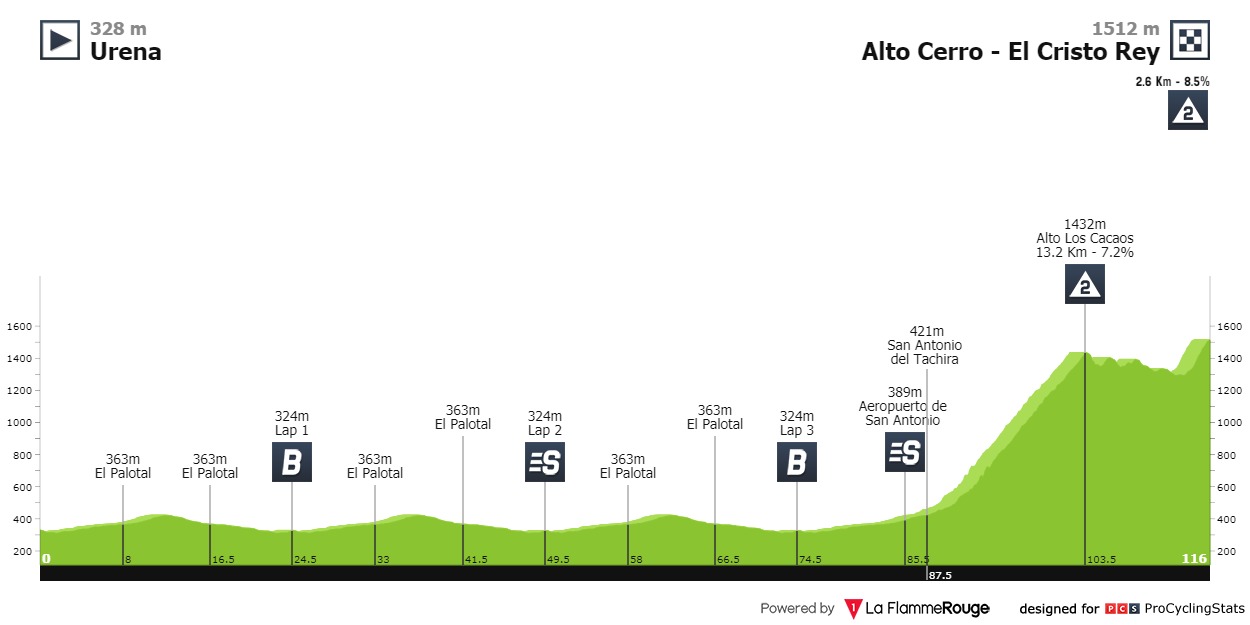 328 m
Urena
1512 m
Alto Cerro - El Cristo Rey
2.6 Km - 8.5%
2
1432m
Alto Los Cacaos
13.2 Km - 7.2%
2
421m
San Antonio
del Tachira
389m
Aeropuerto de
San Antonio
S
363m
El Palotal
363m
El Palotal
324m
Lap 1
B
363m
El Palotal
363m
El Palotal
324m
Lap 2
S
363m
El Palotal
363m
El Palotal
324m
Lap 3
B
1600
1400
1200
1000
800
600
400
200
1600
1400
1200
1000
800
600
400
200
0
8
16.5
24.5
33
41.5
49.5
58
66.5
74.5
85.5
87.5
103.5
116
Powered by 1 La FlammeRouge designed for PCS ProCyclingStats